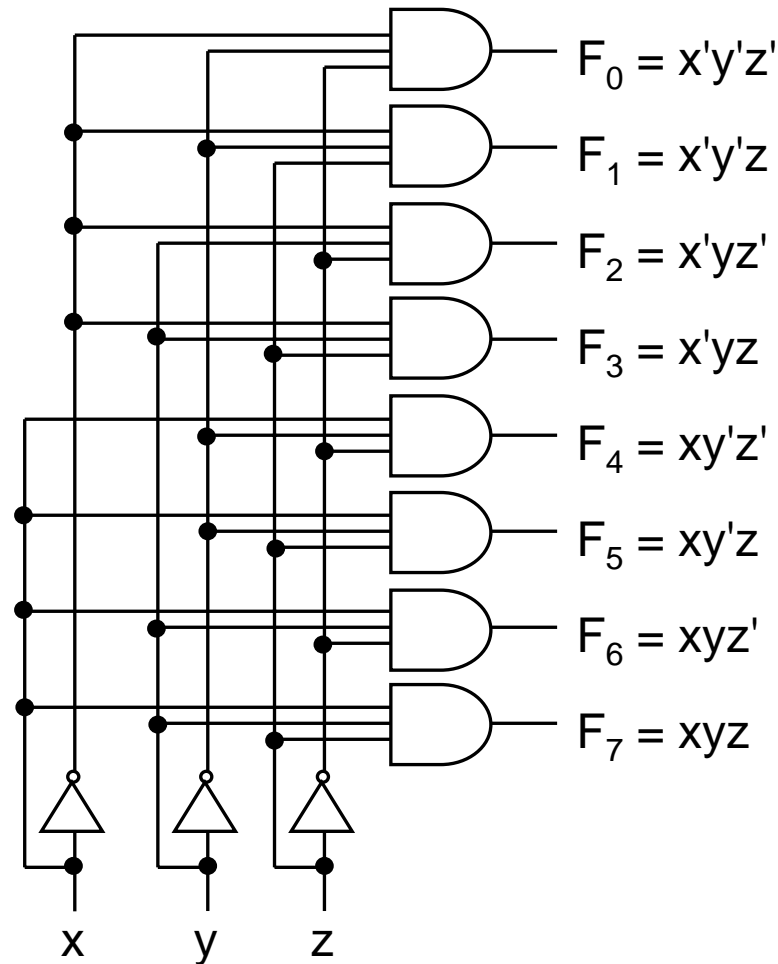 F₀ = x'y'z'
F₁ = x'y'z
F₂ = x'yz'
F₃ = x'yz
F₄ = xy'z'
F₅ = xy'z
F₆ = xyz'
F₇ = xyz
x y z